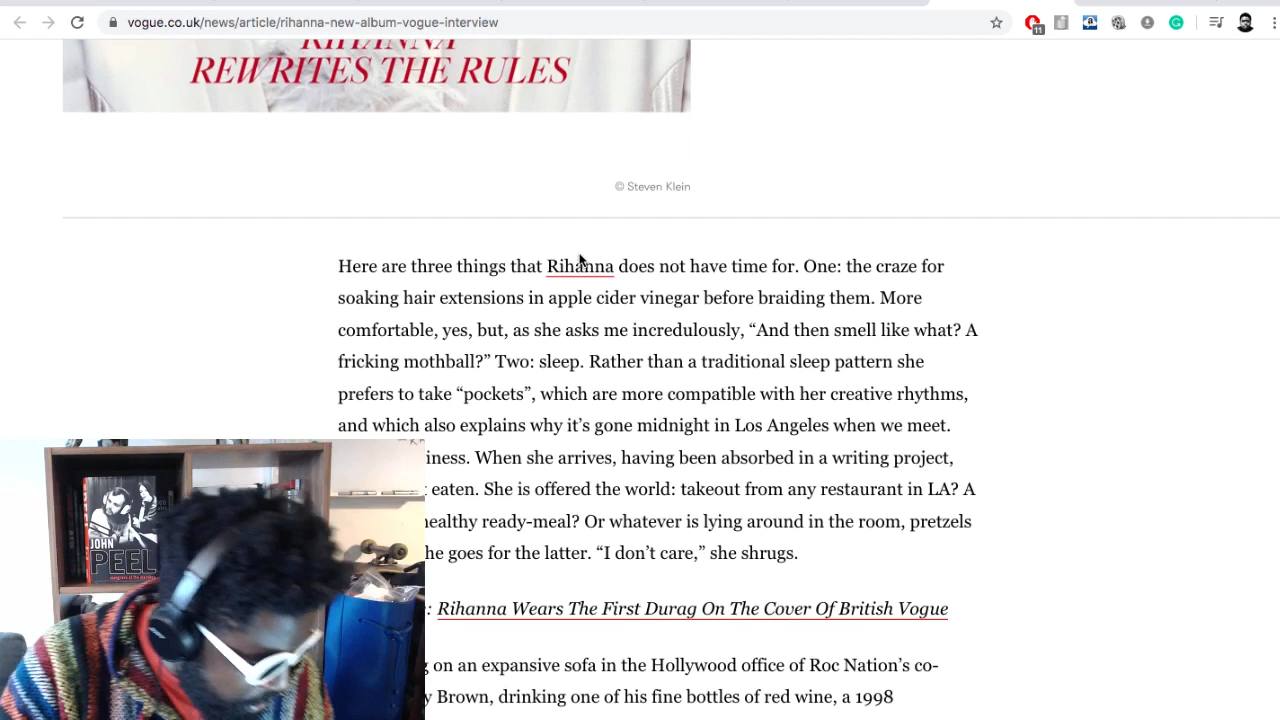 vogue.co.uk/news/article/rihanna-new-album-vogue-interview
11
RIHANNA
REWRITES THE RULES
© Steven Klein
Here are three things that Rihanna does not have time for. One: the craze for
soaking hair extensions in apple cider vinegar before braiding them. More
comfortable, yes, but, as she asks me incredulously, “And then smell like what? A
fricking mothball?” Two: sleep. Rather than a traditional sleep pattern she
prefers to take “pockets”, which are more compatible with her creative rhythms,
and which also explains why it’s gone midnight in Los Angeles when we meet.
iness. When she arrives, having been absorbed in a writing project,
eaten. She is offered the world: takeout from any restaurant in LA? A
healthy ready-meal? Or whatever is lying around in the room, pretzels
he goes for the latter. “I don’t care,” she shrugs.
: Rihanna Wears The First Durag On The Cover Of British Vogue
g on an expansive sofa in the Hollywood office of Roc Nation’s co-
y Brown, drinking one of his fine bottles of red wine, a 1998
JOHN
PEEL